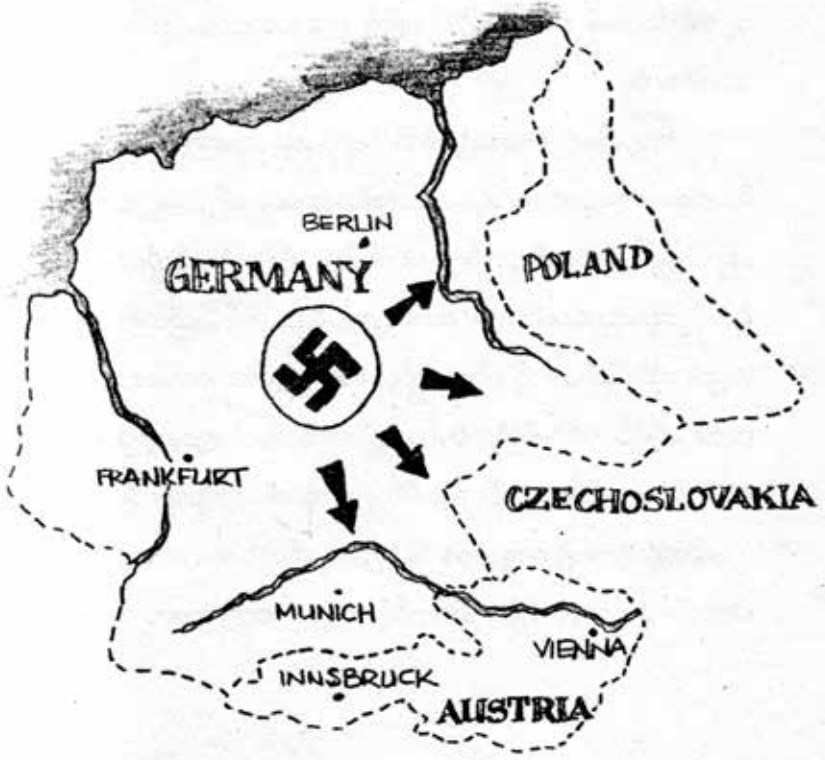 BERLIN
GERMANY
POLAND
FRANKFURT
CZECHOSLOVAKIA
MUNICH
VIENNA
INNSBRUCK
AUSTRIA